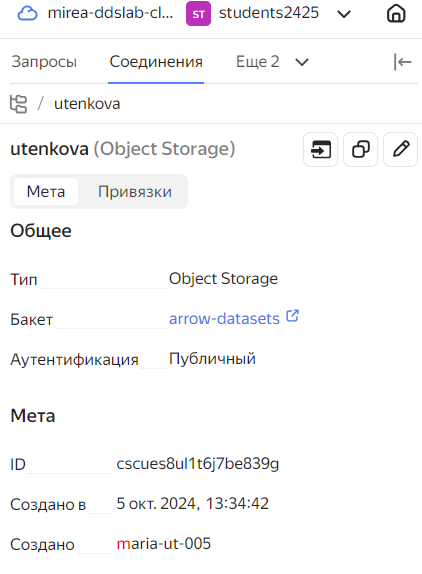 mirea-ddslab-cl... ST students2425
Запросы Соединения Еще 2
/ utenkova
utenkova (Object Storage)
Мета Привязки
Общее
Тип Object Storage
Бакет arrow-datasets
Аутентификация Публичный
Мета
ID cscues8ul1t6j7be839g
Создано в 5 окт. 2024, 13:34:42
Создано maria-ut-005